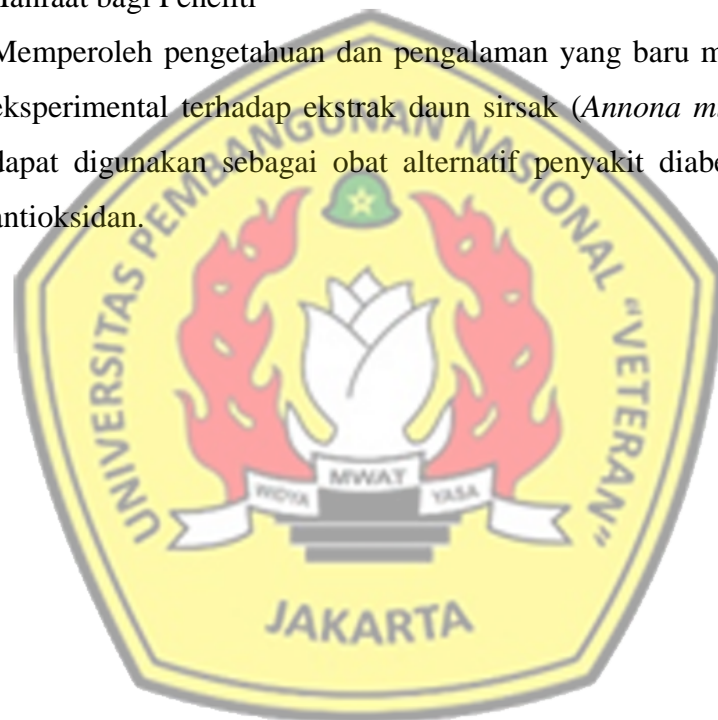 Manfaat bagi Peneliti
Memperoleh pengetahuan dan pengalaman yang baru
eksperimental terhadap ekstrak daun sirsak (Annona
dapat digunakan sebagai obat alternatif penyakit
antioksidan.
UNIVERSITAS PEMBANGUNAN NASIONAL "VETERAN"
WIDYA MWAT YASA
JAKARTA